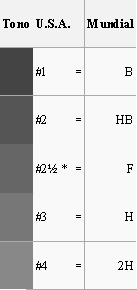 Tono U.S.A. Mundial
#1 = B
#2 = HB
#2½ * = F
#3 = H
#4 = 2H